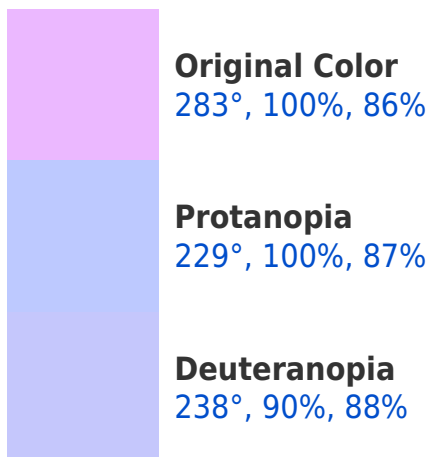 Original Color
283°, 100%, 86%
Protanopia
229°, 100%, 87%
Deuteranopia
238°, 90%, 88%